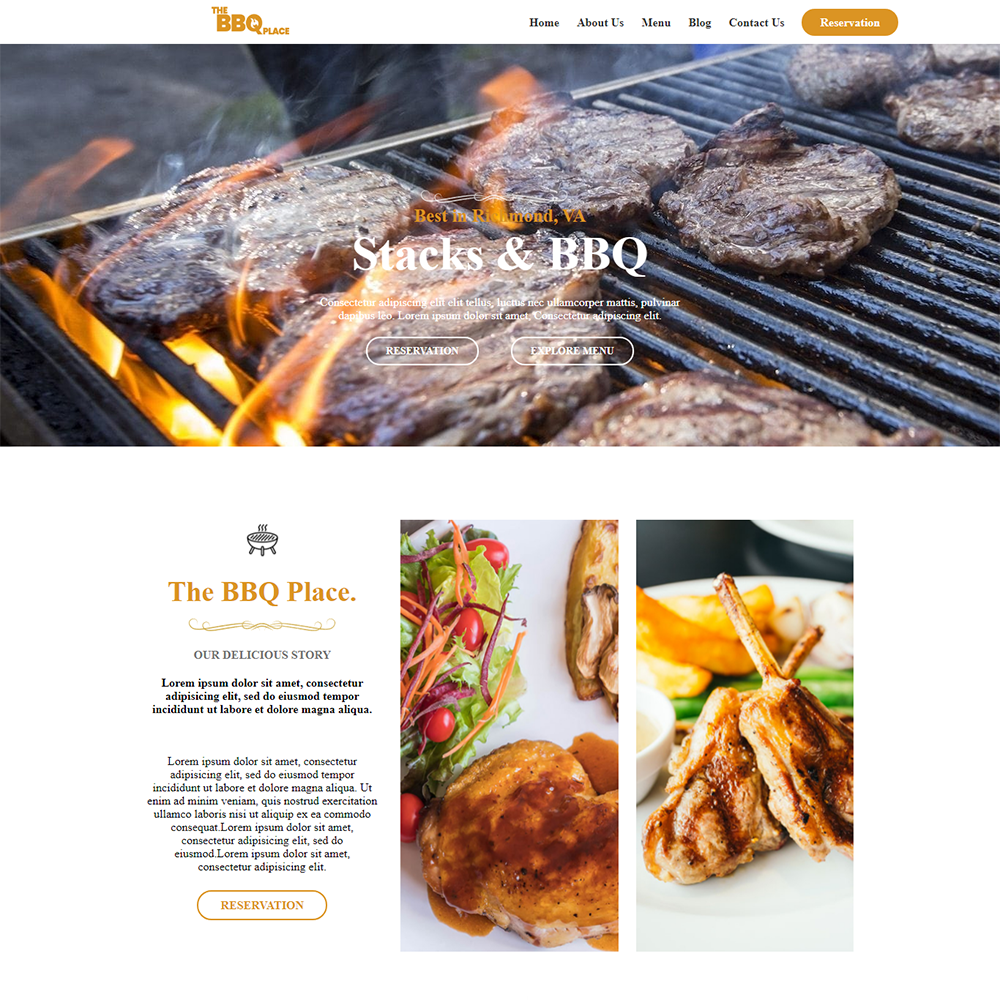 THE
BBQ
PLACE
Home About Us Menu Blog Contact Us Reservation
Best in Richmond, VA
Stacks & BBQ
Consectetur adipiscing elit elit tellus, luctus nec ullamcorper mattis, pulvinar
dapibus leo. Lorem ipsum dolor sit amet, Consectetur adipiscing elit.
RESERVATION EXPLORE MENU
The BBQ Place.
OUR DELICIOUS STORY
Lorem ipsum dolor sit amet, consectetur
adipisicing elit, sed do eiusmod tempor
incididunt ut labore et dolore magna aliqua.
Lorem ipsum dolor sit amet, consectetur
adipisicing elit, sed do eiusmod tempor
incididunt ut labore et dolore magna aliqua. Ut
enim ad minim veniam, quis nostrud exercitation
ullamco laboris nisi ut aliquip ex ea commodo
consequat.Lorem ipsum dolor sit amet,
consectetur adipisicing elit, sed do
eiusmod.Lorem ipsum dolor sit amet,
consectetur adipisicing elit.
RESERVATION